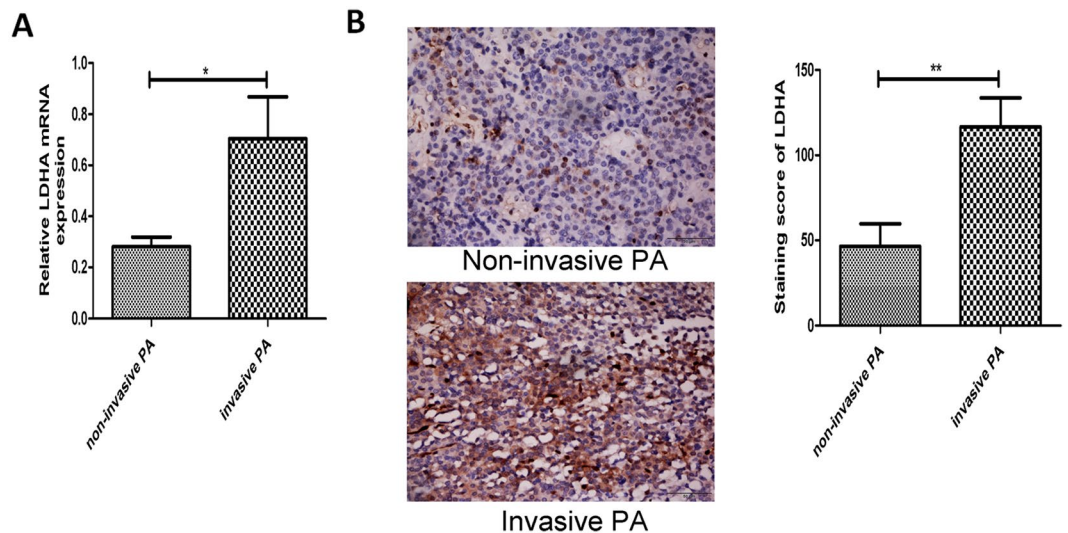 A
Relative LDHA mRNA
expression
1.0
0.8
0.6
0.4
0.2
0.0
*
non-invasive PA
invasive PA
B
Non-invasive PA
Invasive PA
Staining score of LDHA
150
100
50
0
**
non-invasive PA
invasive PA